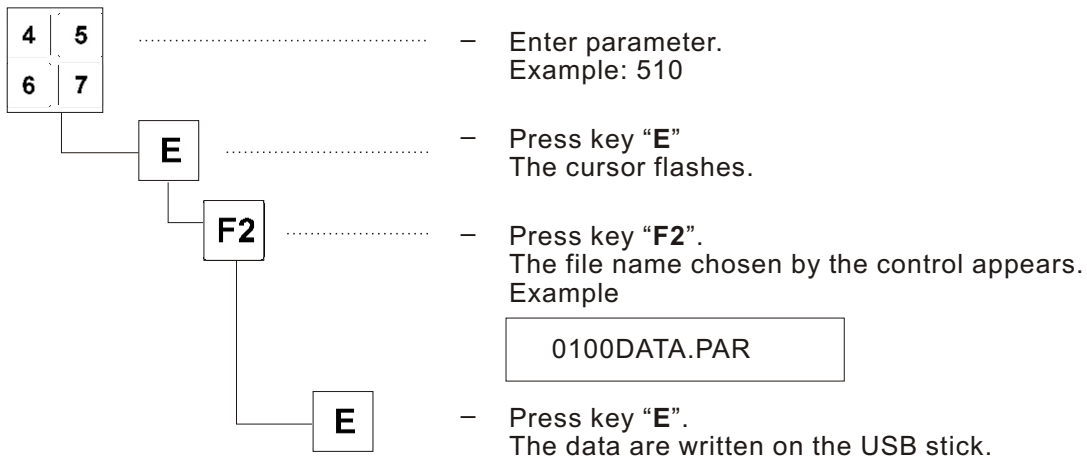 4 5
6 7
– Enter parameter.
Example: 510
E
– Press key “E”
The cursor flashes.
F2
– Press key “F2”.
The file name chosen by the control appears.
Example
0100DATA.PAR
E
– Press key “E”.
The data are written on the USB stick.